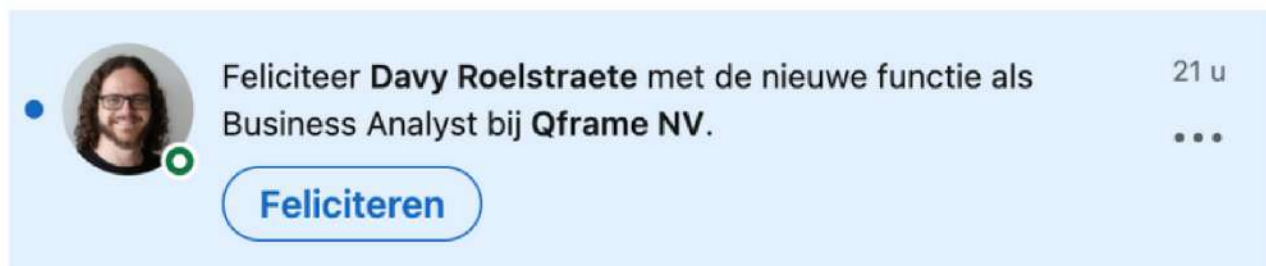 Feliciteer Davy Roelstraete met de nieuwe functie als
Business Analyst bij Qframe NV.
21 u
Feliciteren